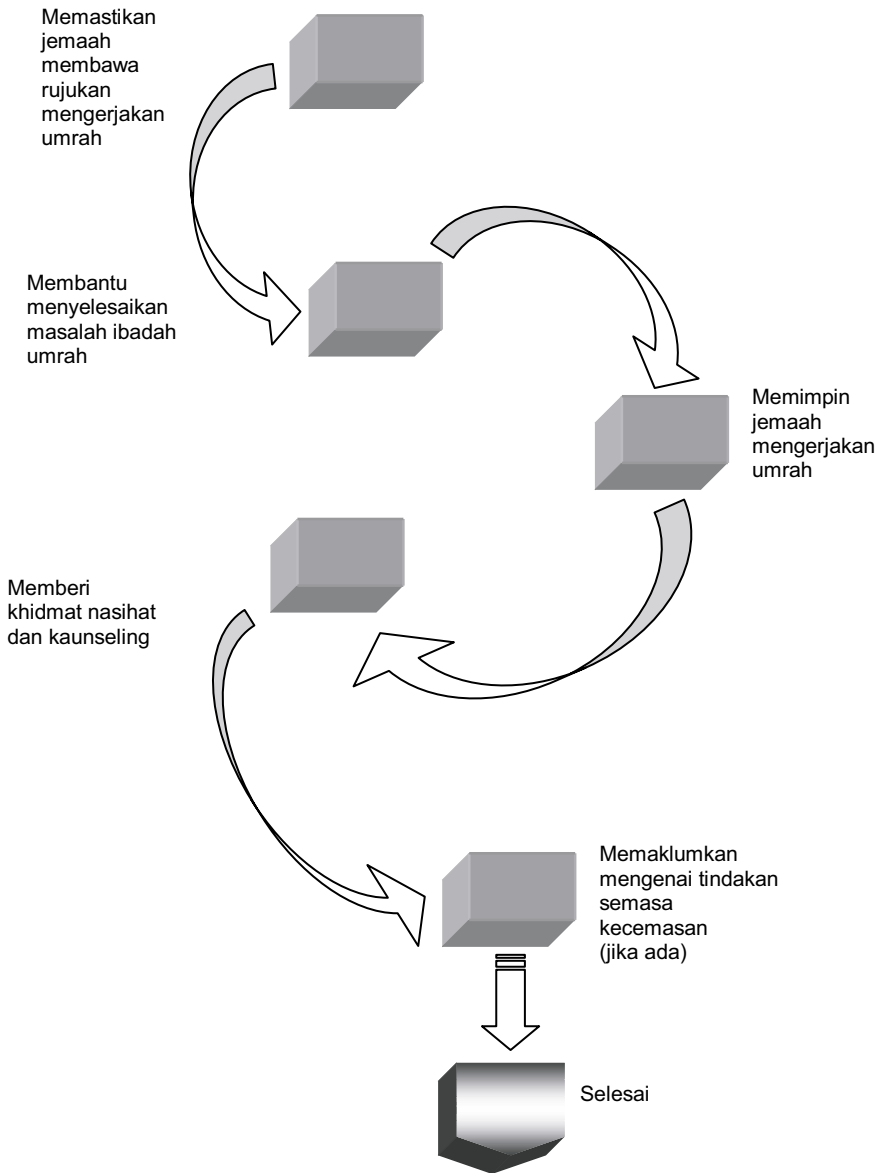 Memastikan
jemaah
membawa
rujukan
mengerjakan
umrah
Membantu
menyelesaikan
masalah ibadah
umrah
Memimpin
jemaah
mengerjakan
umrah
Memberi
khidmat nasihat
dan kaunseling
Memaklumkan
mengenai tindakan
semasa
kecemasan
(jika ada)
Selesai